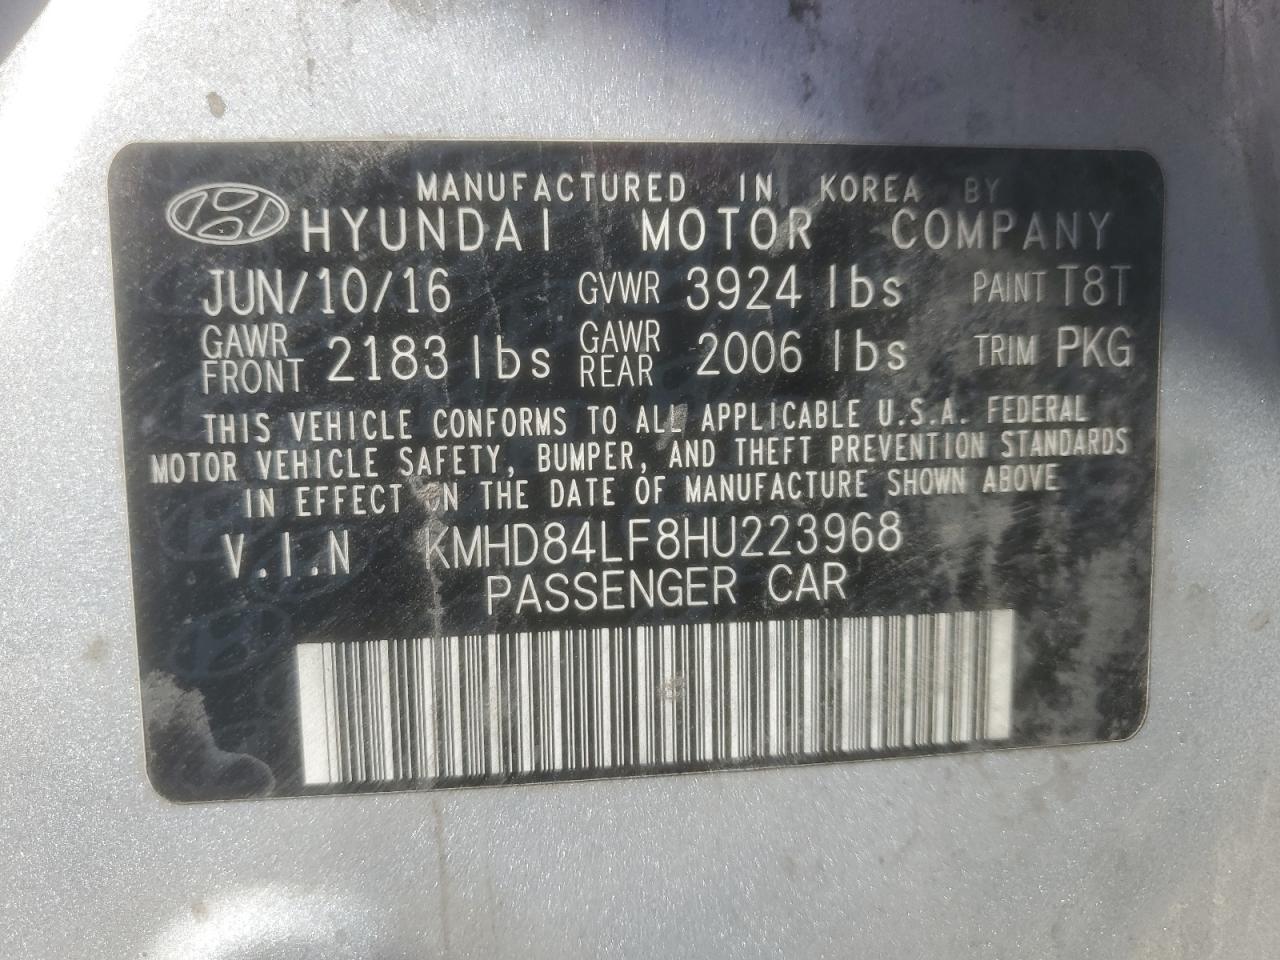 MANUFACTURED IN KOREA BY
HYUNDAI MOTOR COMPANY
JUN/10/16 GVWR 3924 lbs PAINT T8T
GAWR FRONT 2183 lbs GAWR REAR 2006 lbs TRIM PKG
THIS VEHICLE CONFORMS TO ALL APPLICABLE U.S.A. FEDERAL
MOTOR VEHICLE SAFETY, BUMPER, AND THEFT PREVENTION STANDARDS
IN EFFECT ON THE DATE OF MANUFACTURE SHOWN ABOVE
V.I.N KMHD84LF8HU223968
PASSENGER CAR